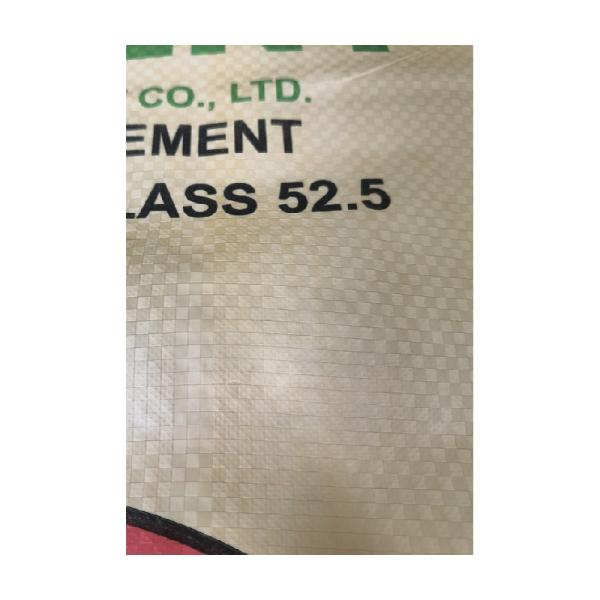 CO., LTD.
EMENT
LASS 52.5